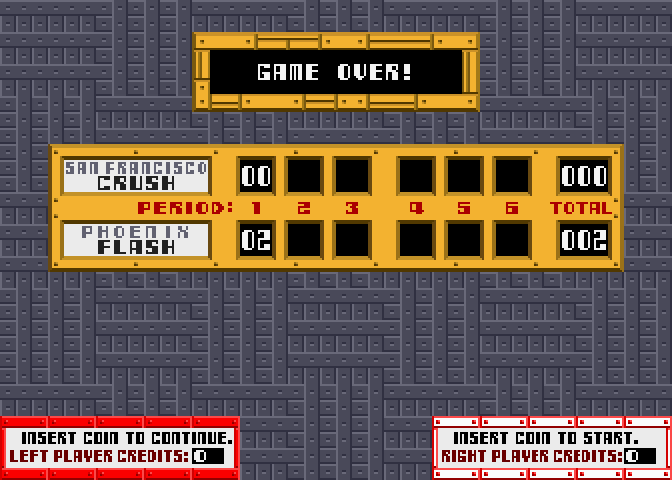 GAME OVER!
SAN FRANCISCO
CRUSH 00 000
PERIOD: 1 2 3 4 5 6 TOTAL
PHOENIX
FLASH 02 002
INSERT COIN TO CONTINUE.
LEFT PLAYER CREDITS: 0
INSERT COIN TO START.
RIGHT PLAYER CREDITS: 0